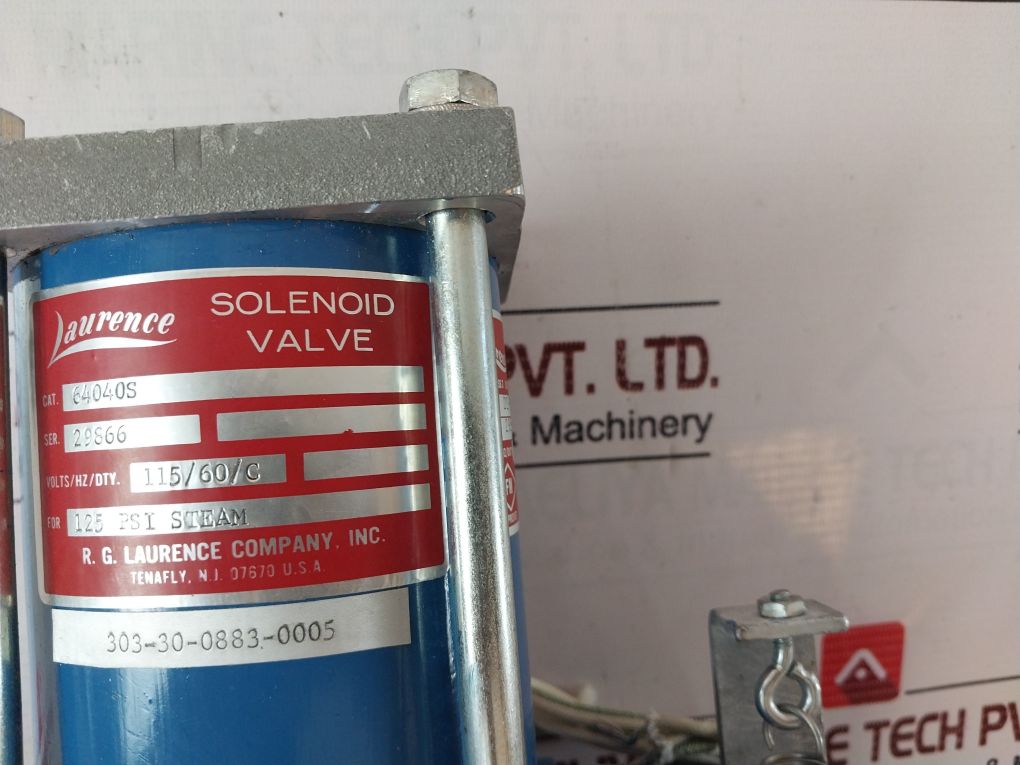 Laurence
SOLENOID
VALVE
CAT. 64040S
SER. 29866
VOLTS/HZ/DTY. 115/60/C
FOR 125 PSI STEAM
R. G. LAURENCE COMPANY, INC.
TENAFLY, N.J. 07670 U.S.A.
303-30-0883-0005
PVT. LTD.
& Machinery
FM
E TECH PV